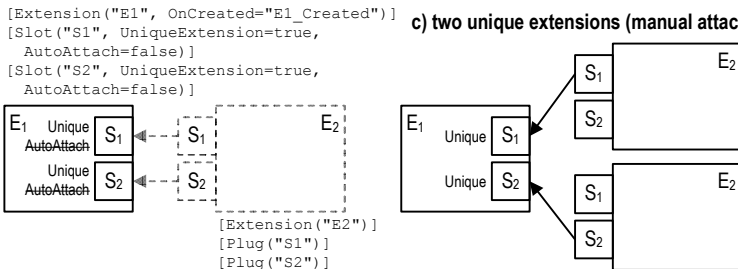 [Extension("E1", OnCreated="E1_Created")]
[Slot("S1", UniqueExtension=true,
AutoAttach=false)]
[Slot("S2", UniqueExtension=true,
AutoAttach=false)]
E1
Unique
AutoAttach
S1
Unique
AutoAttach
S2
S1
S2
E2
[Extension("E2")]
[Plug("S1")]
[Plug("S2")]
c) two unique extensions (manual attac
E1
Unique
S1
Unique
S2
S1
S2
E2
S1
S2
E2